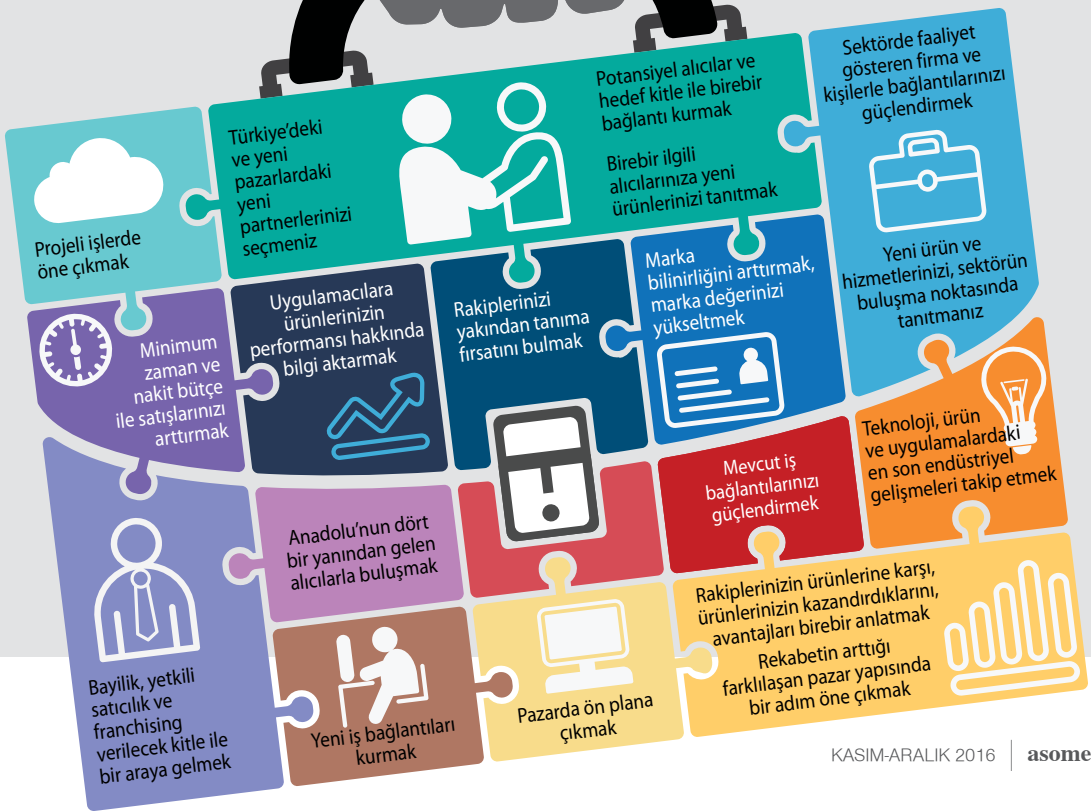 Projeli işlerde
öne çıkmak
Türkiye’deki
ve yeni
pazarlardaki
yeni
partnerlerinizi
seçmeniz
Potansiyel alıcılar ve
hedef kitle ile birebir
bağlantı kurmak
Birebir ilgili
alıcılarınıza yeni
ürünlerinizi tanıtmak
Sektörde faaliyet
gösteren firma ve
kişilerle bağlantılarınızı
güçlendirmek
Yeni ürün ve
hizmetlerinizi, sektörün
buluşma noktasında
tanıtmanız
Minimum
zaman ve
nakit bütçe
ile satışlarınızı
arttırmak
Uygulamacılara
ürünlerinizin
performansı hakkında
bilgi aktarmak
Rakiplerinizi
yakından tanıma
fırsatını bulmak
Marka
bilinirliğini arttırmak,
marka değerinizi
yükseltmek
Teknoloji, ürün
ve uygulamalardaki
en son endüstriyel
gelişmeleri takip etmek
Mevcut iş
bağlantılarınızı
güçlendirmek
Anadolu’nun dört
bir yanından gelen
alıcılarla buluşmak
Bayilik, yetkili
satıcılık ve
franchising
verilecek kitle ile
bir araya gelmek
Yeni iş bağlantıları
kurmak
Pazarda ön plana
çıkmak
Rakiplerinizin ürünlerine karşı,
ürünlerinizin kazandırdıklarını,
avantajları birebir anlatmak
Rekabetin arttığı
farklılaşan pazar yapısında
bir adım öne çıkmak
KASIM-ARALIK 2016 | asome